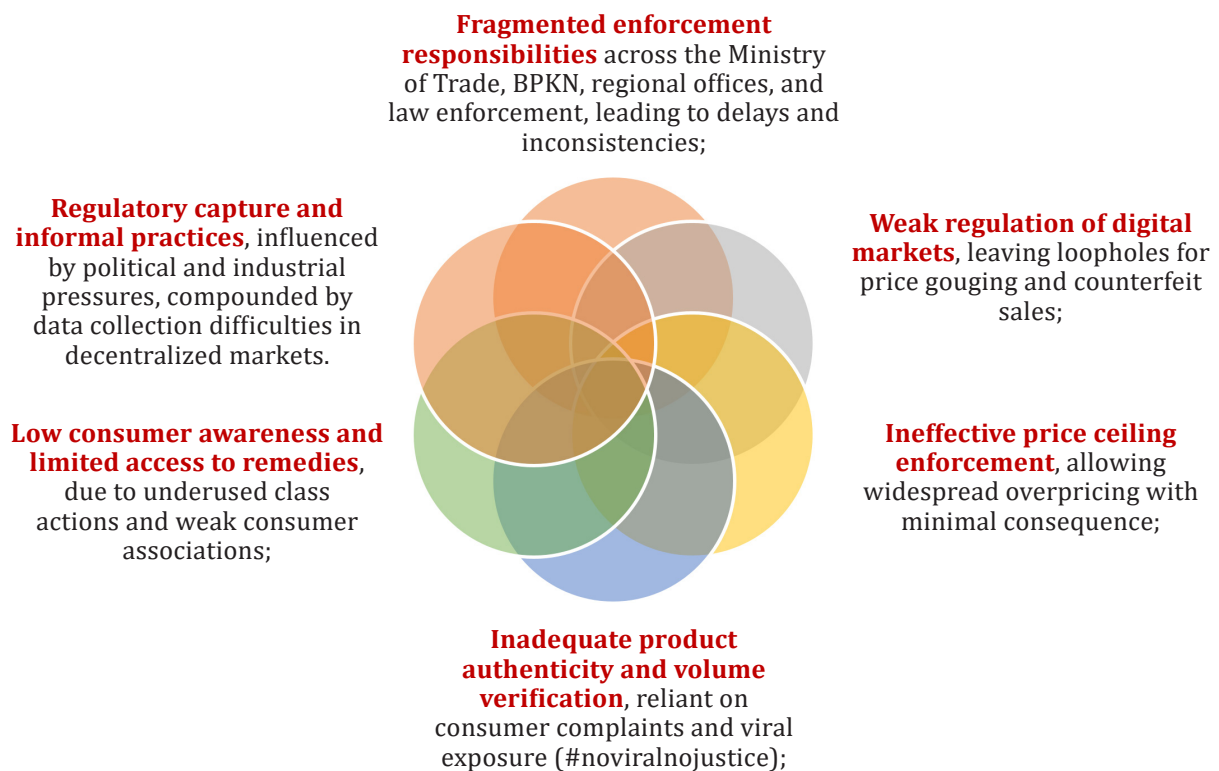 Fragmented enforcement
responsibilities across the Ministry
of Trade, BPKN, regional offices, and
law enforcement, leading to delays and
inconsistencies;
Weak regulation of digital
markets, leaving loopholes for
price gouging and counterfeit
sales;
Ineffective price ceiling
enforcement, allowing
widespread overpricing with
minimal consequence;
Inadequate product
authenticity and volume
verification, reliant on
consumer complaints and viral
exposure (#noviralnojustice);
Low consumer awareness and
limited access to remedies,
due to underused class
actions and weak consumer
associations;
Regulatory capture and
informal practices, influenced
by political and industrial
pressures, compounded by
data collection difficulties in
decentralized markets.